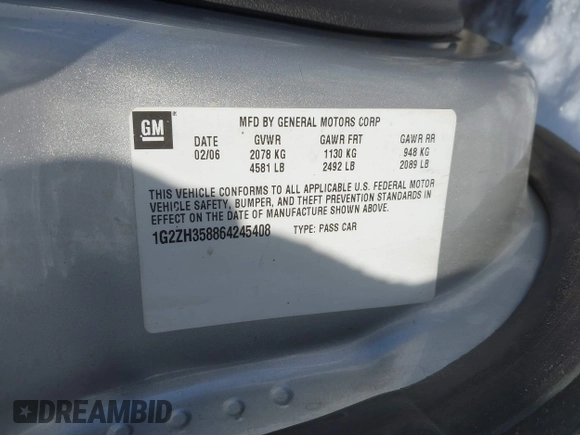 GM
MFD BY GENERAL MOTORS CORP
DATE GVWR GAWR FRT GAWR RR
02/06 2078 KG 1130 KG 948 KG
4581 LB 2492 LB 2089 LB
THIS VEHICLE CONFORMS TO ALL APPLICABLE U.S. FEDERAL MOTOR
VEHICLE SAFETY, BUMPER, AND THEFT PREVENTION STANDARDS IN
EFFECT ON THE DATE OF MANUFACTURE SHOWN ABOVE.
1G2ZH358864245408 TYPE: PASS CAR
DREAMBID